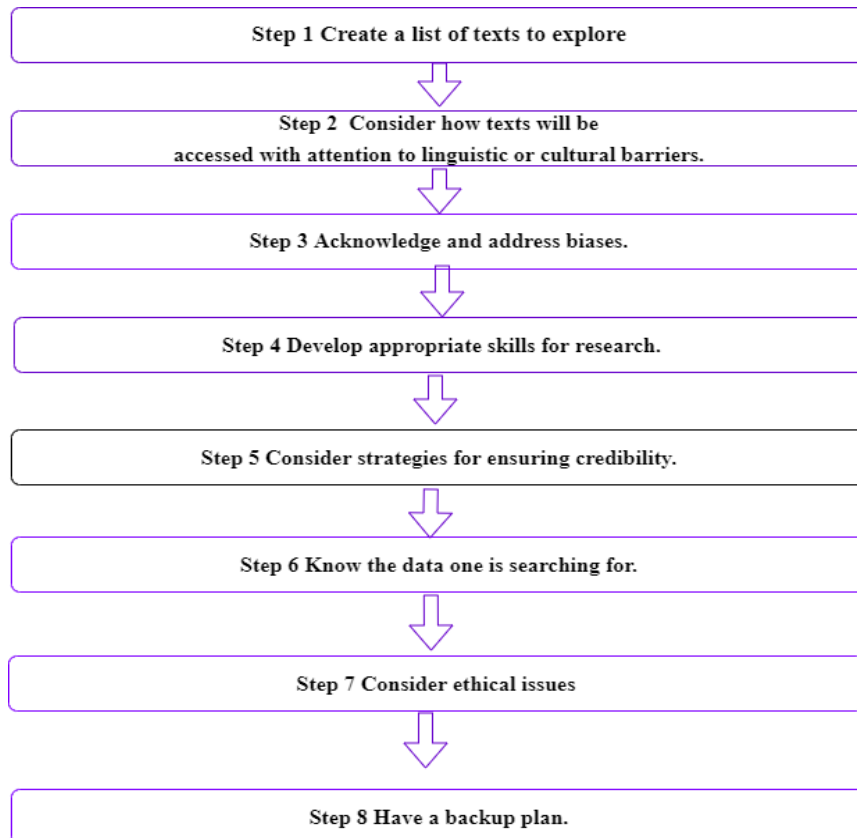 Step 1 Create a list of texts to explore
Step 2  Consider how texts will be
accessed with attention to linguistic or cultural barriers.
Step 3 Acknowledge and address biases.
Step 4 Develop appropriate skills for research.
Step 5 Consider strategies for ensuring credibility.
Step 6 Know the data one is searching for.
Step 7 Consider ethical issues
Step 8 Have a backup plan.